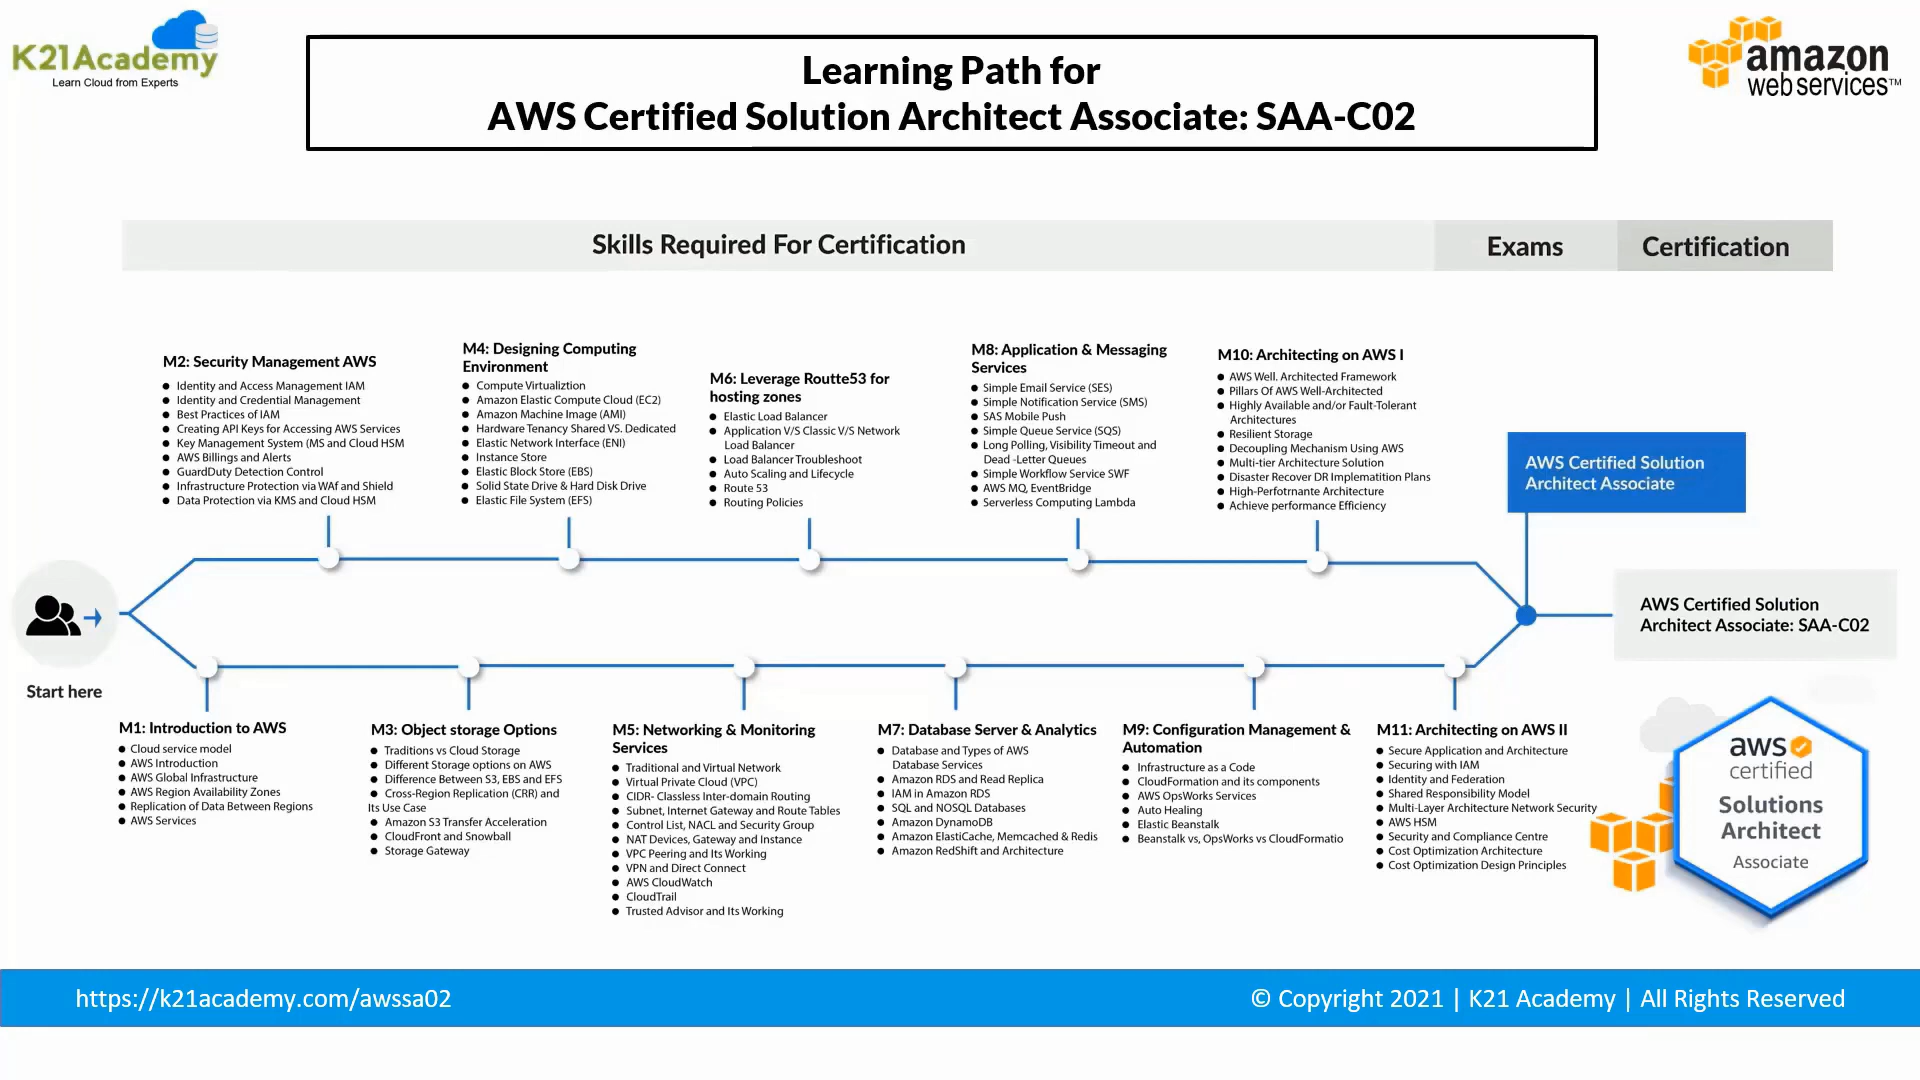 K21Academy
Learn Cloud from Experts
Learning Path for
AWS Certified Solution Architect Associate: SAA-C02
amazon
web services™
Skills Required For Certification
Exams
Certification
M2: Security Management AWS
Identity and Access Management IAM
Identity and Credential Management
Best Practices of IAM
Creating API Keys for Accessing AWS Services
Key Management System (MS and Cloud HSM
AWS Billings and Alerts
GuardDuty Detection Control
Infrastructure Protection via WAf and Shield
Data Protection via KMS and Cloud HSM
M4: Designing Computing
Environment
Compute Virtualiztion
Amazon Elastic Compute Cloud (EC2)
Amazon Machine Image (AMI)
Hardware Tenancy Shared VS. Dedicated
Elastic Network Interface (ENI)
Instance Store
Elastic Block Store (EBS)
Solid State Drive & Hard Disk Drive
Elastic File System (EFS)
M6: Leverage Routte53 for
hosting zones
Elastic Load Balancer
Application V/S Classic V/S Network
Load Balancer
Load Balancer Troubleshoot
Auto Scaling and Lifecycle
Route 53
Routing Policies
M8: Application & Messaging
Services
Simple Email Service (SES)
Simple Notification Service (SMS)
SAS Mobile Push
Simple Queue Service (SQS)
Long Polling, Visibility Timeout and
Dead -Letter Queues
Simple Workflow Service SWF
AWS MQ, EventBridge
Serverless Computing Lambda
M10: Architecting on AWS I
AWS Well. Architected Framework
Pillars Of AWS Well-Architected
Highly Available and/or Fault-Tolerant
Architectures
Resilient Storage
Decoupling Mechanism Using AWS
Multi-tier Architecture Solution
Disaster Recover DR Implematition Plans
High-Perfotrnante Architecture
Achieve performance Efficiency
AWS Certified Solution
Architect Associate
AWS Certified Solution
Architect Associate: SAA-C02
Start here
M1: Introduction to AWS
Cloud service model
AWS Introduction
AWS Global Infrastructure
AWS Region Availability Zones
Replication of Data Between Regions
AWS Services
M3: Object storage Options
Traditions vs Cloud Storage
Different Storage options on AWS
Difference Between S3, EBS and EFS
Cross-Region Replication (CRR) and
Its Use Case
Amazon S3 Transfer Acceleration
CloudFront and Snowball
Storage Gateway
M5: Networking & Monitoring
Services
Traditional and Virtual Network
Virtual Private Cloud (VPC)
CIDR- Classless Inter-domain Routing
Subnet, Internet Gateway and Route Tables
Control List, NACL and Security Group
NAT Devices, Gateway and Instance
VPC Peering and Its Working
VPN and Direct Connect
AWS CloudWatch
CloudTrail
Trusted Advisor and Its Working
M7: Database Server & Analytics
Database and Types of AWS
Database Services
Amazon RDS and Read Replica
IAM in Amazon RDS
SQL and NOSQL Databases
Amazon DynamoDB
Amazon ElastiCache, Memcached & Redis
Amazon RedShift and Architecture
M9: Configuration Management &
Automation
Infrastructure as a Code
CloudFormation and its components
AWS OpsWorks Services
Auto Healing
Elastic Beanstalk
Beanstalk vs, OpsWorks vs CloudFormatio
M11: Architecting on AWS II
Secure Application and Architecture
Securing with IAM
Identity and Federation
Shared Responsibility Model
Multi-Layer Architecture Network Security
AWS HSM
Security and Compliance Centre
Cost Optimization Architecture
Cost Optimization Design Principles
aws
certified
Solutions
Architect
Associate
https://k21academy.com/awssa02
© Copyright 2021 | K21 Academy | All Rights Reserved